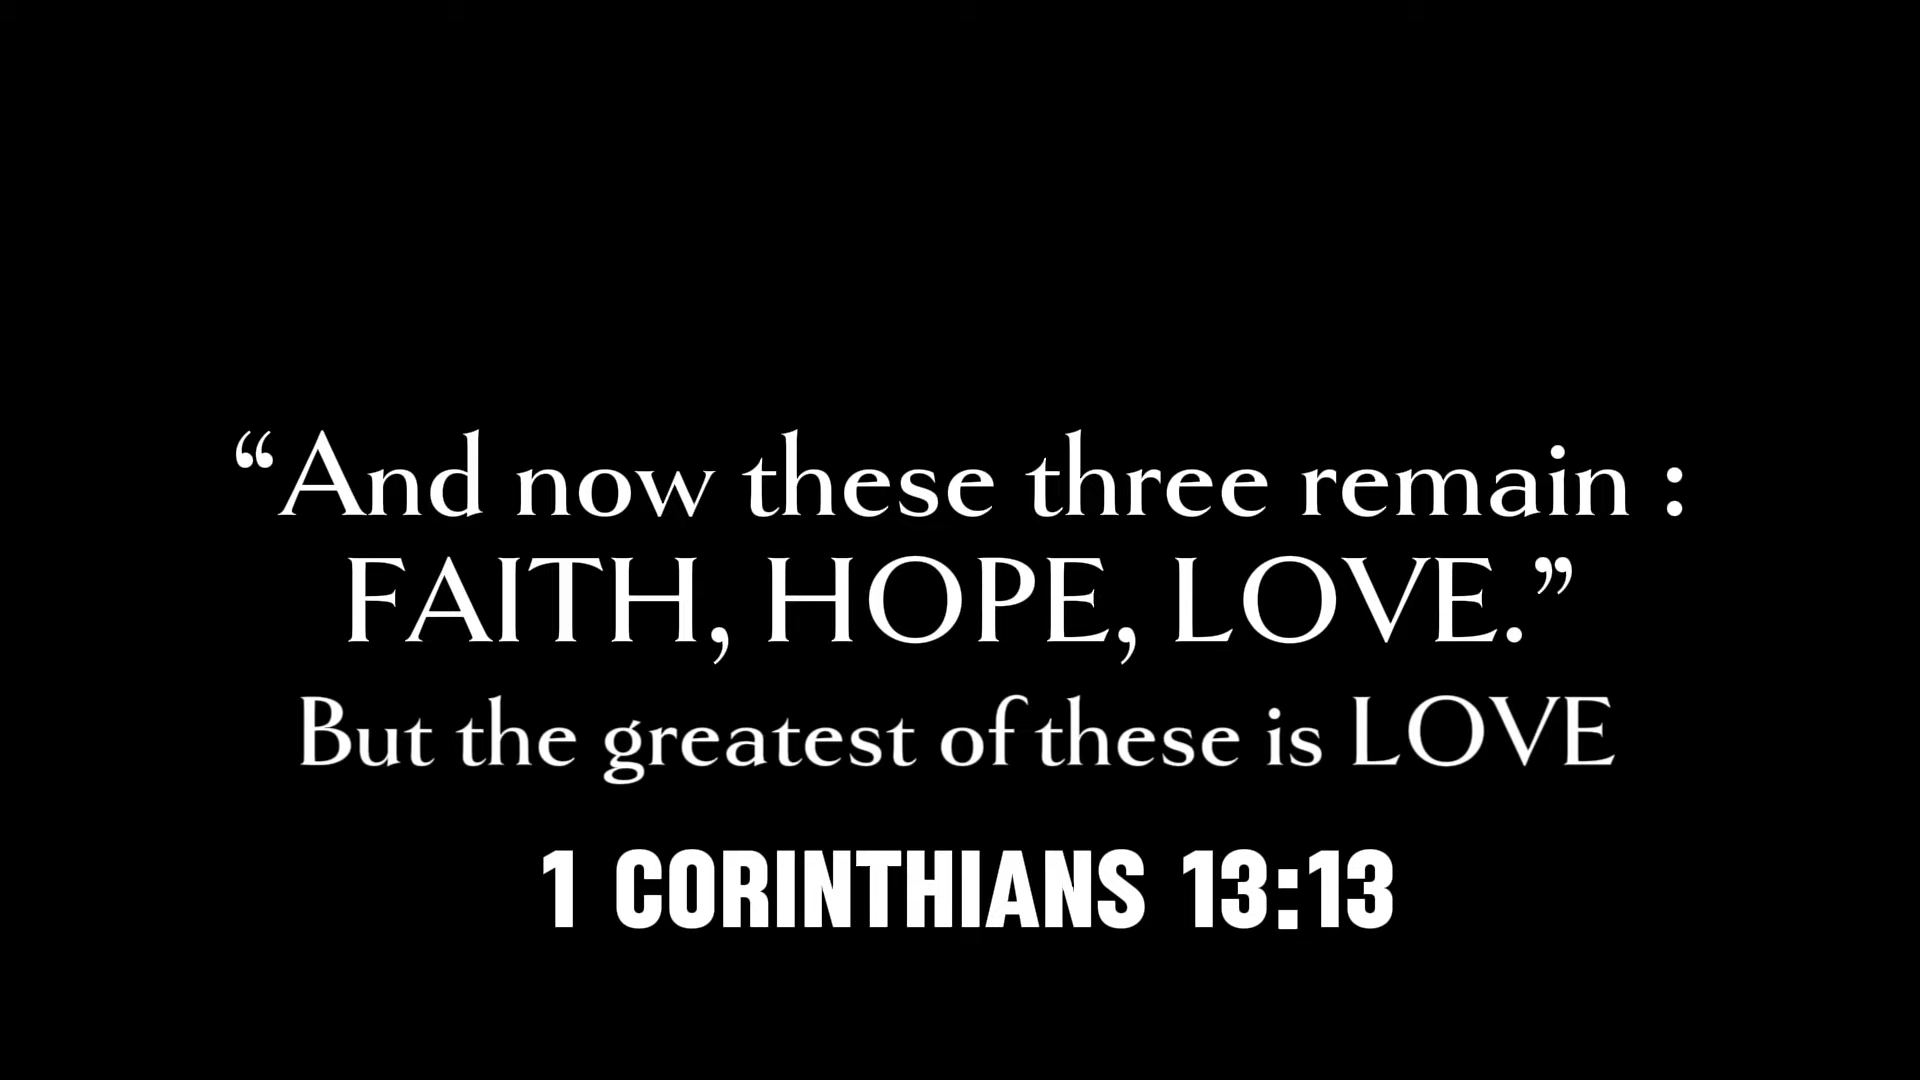 “And now these three remain :
FAITH, HOPE, LOVE.”
But the greatest of these is LOVE
1 CORINTHIANS 13:13